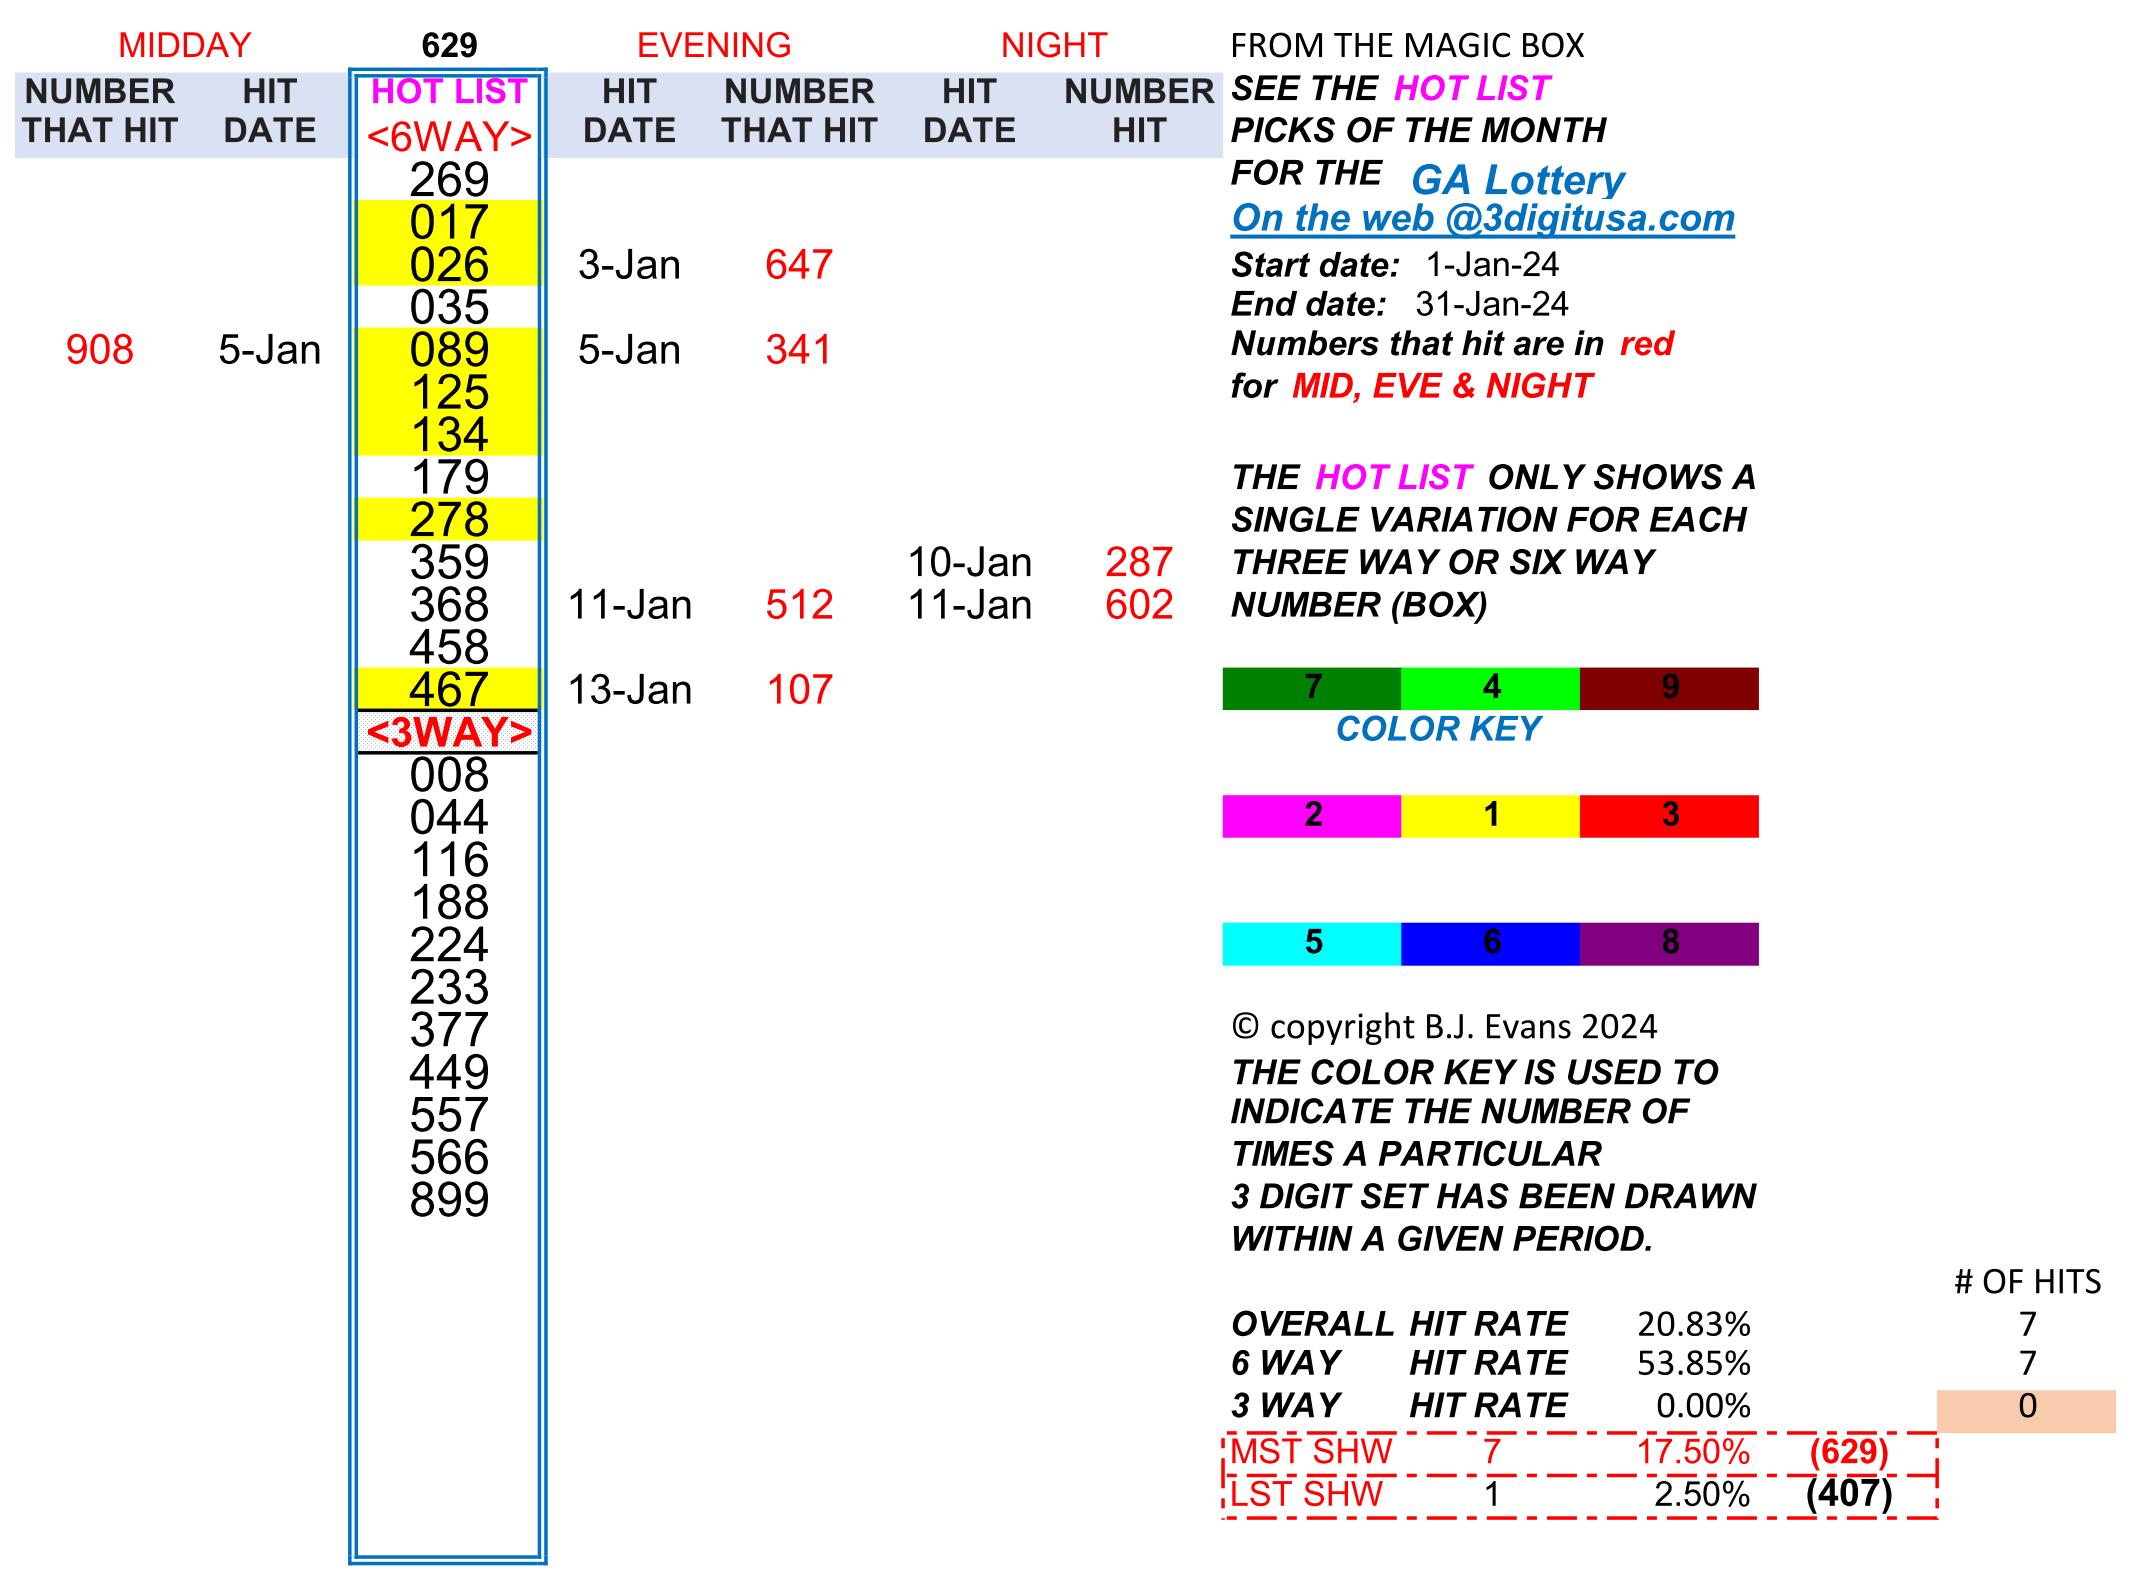 MIDDAY 629 EVENING NIGHT FROM THE MAGIC BOX
NUMBER HIT HOT LIST HIT NUMBER HIT NUMBER SEE THE HOT LIST
THAT HIT DATE <6WAY> DATE THAT HIT DATE HIT PICKS OF THE MONTH
269 FOR THE GA Lottery
017 On the web @3digitusa.com
026 3-Jan 647 Start date: 1-Jan-24
035 End date: 31-Jan-24
908 5-Jan 089 5-Jan 341 Numbers that hit are in red
125 for MID, EVE & NIGHT
134
179 THE HOT LIST ONLY SHOWS A
278 SINGLE VARIATION FOR EACH
359 10-Jan 287 THREE WAY OR SIX WAY
368 11-Jan 512 11-Jan 602 NUMBER (BOX)
458
467 13-Jan 107 7 4 9
<3WAY> COLOR KEY
008
044 2 1 3
116
188
224 5 6 8
233
377 © copyright B.J. Evans 2024
449 THE COLOR KEY IS USED TO
557 INDICATE THE NUMBER OF
566 TIMES A PARTICULAR
899 3 DIGIT SET HAS BEEN DRAWN
WITHIN A GIVEN PERIOD.
# OF HITS
OVERALL HIT RATE 20.83% 7
6 WAY HIT RATE 53.85% 7
3 WAY HIT RATE 0.00% 0
MST SHW 7 17.50% (629)
LST SHW 1 2.50% (407)